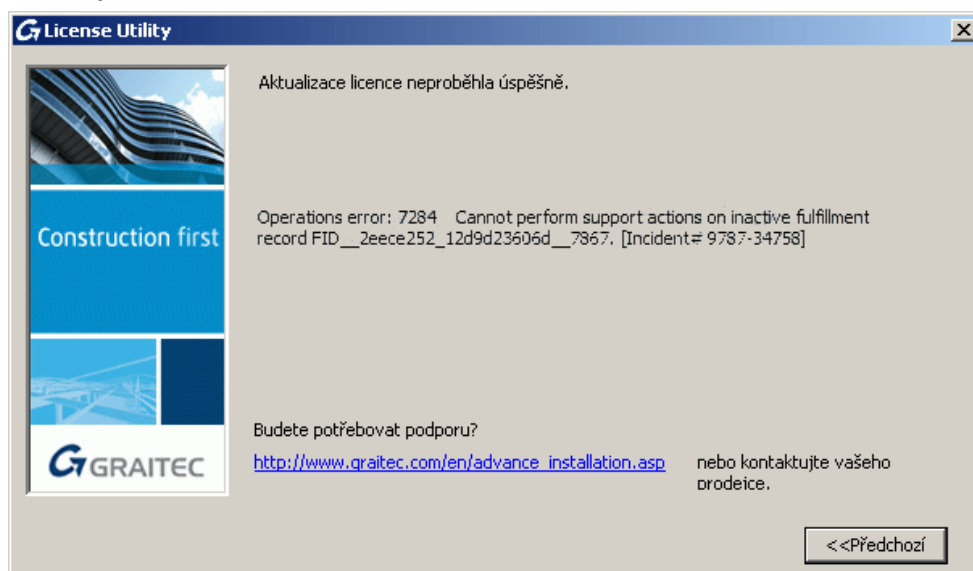 License Utility
Aktualizace licence neproběhla úspěšně.
Operations error: 7284 Cannot perform support actions on inactive fulfillment
record FID__2eece252_12d9d23606d__7867. [Incident# 9787-34758]
Construction first
Budete potřebovat podporu?
http://www.graitec.com/en/advance_installation.asp
nebo kontaktujte vašeho
prodejce.
GRAITEC
<<Předchozí